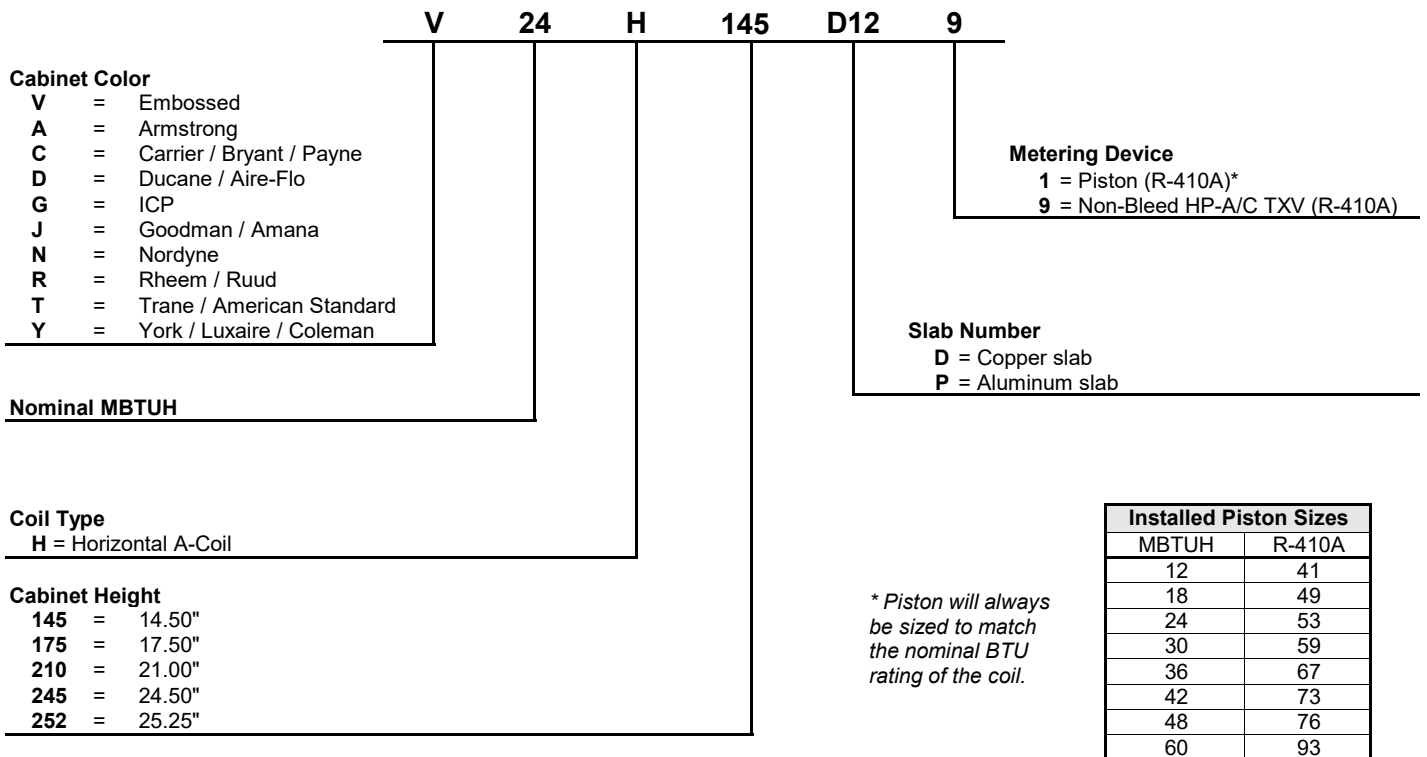 V 24 H 145 D12 9
Cabinet Color
V = Embossed
A = Armstrong
C = Carrier / Bryant / Payne
D = Ducane / Aire-Flo
G = ICP
J = Goodman / Amana
N = Nordyne
R = Rheem / Ruud
T = Trane / American Standard
Y = York / Luxaire / Coleman
Metering Device
1 = Piston (R-410A)*
9 = Non-Bleed HP-A/C TXV (R-410A)
Slab Number
D = Copper slab
P = Aluminum slab
Nominal MBTUH
Coil Type
H = Horizontal A-Coil
Cabinet Height
145 = 14.50"
175 = 17.50"
210 = 21.00"
245 = 24.50"
252 = 25.25"
* Piston will always
be sized to match
the nominal BTU
rating of the coil.
Installed Piston Sizes
MBTUH R-410A
12 41
18 49
24 53
30 59
36 67
42 73
48 76
60 93